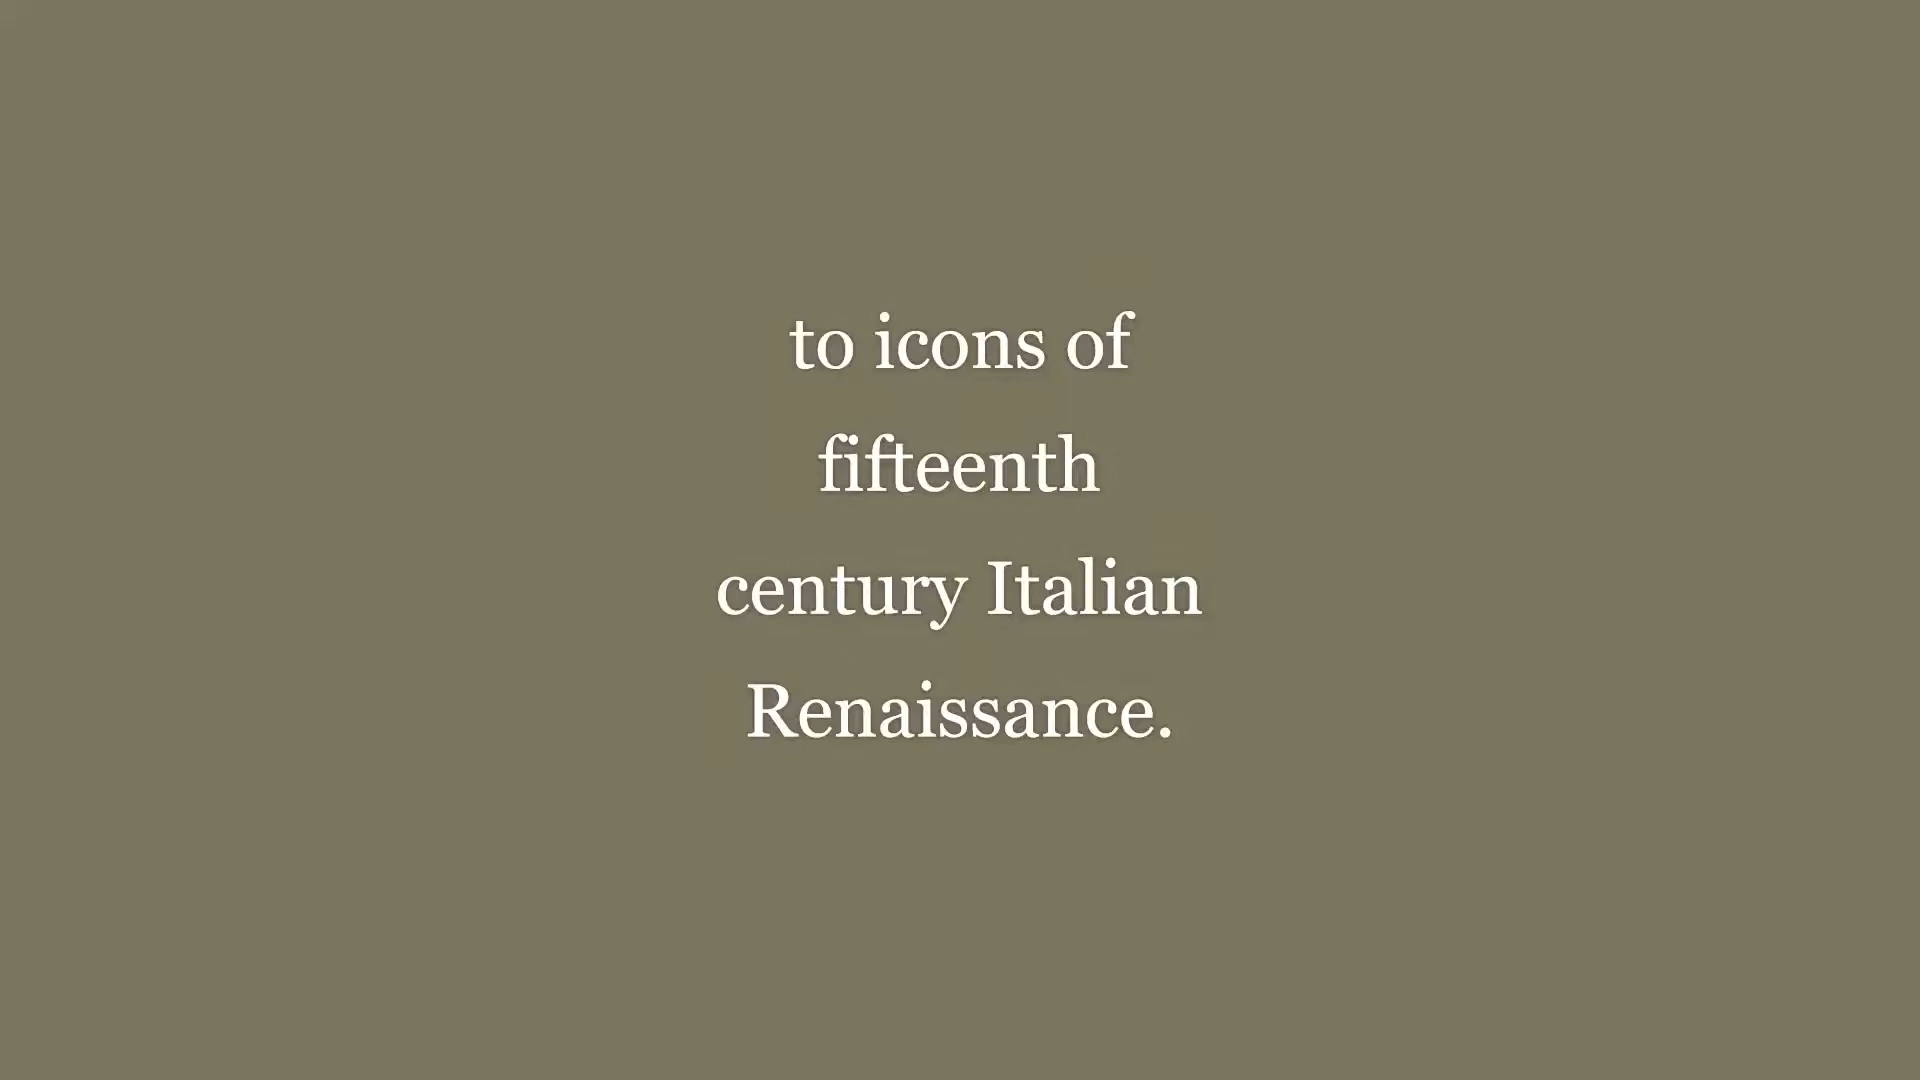 to icons of
fifteenth
century Italian
Renaissance.